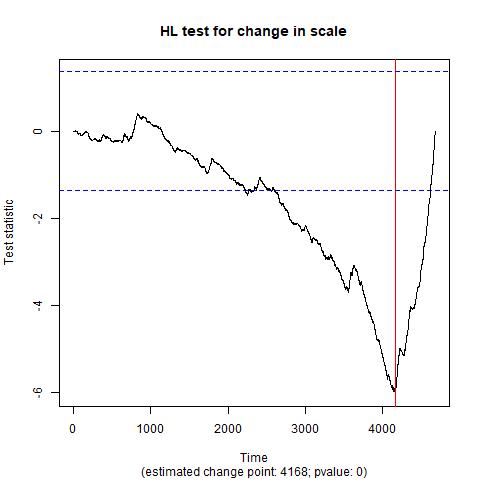 HL test for change in scale
Test statistic
0
-2
-4
-6
0 1000 2000 3000 4000
Time
(estimated change point: 4168; pvalue: 0)